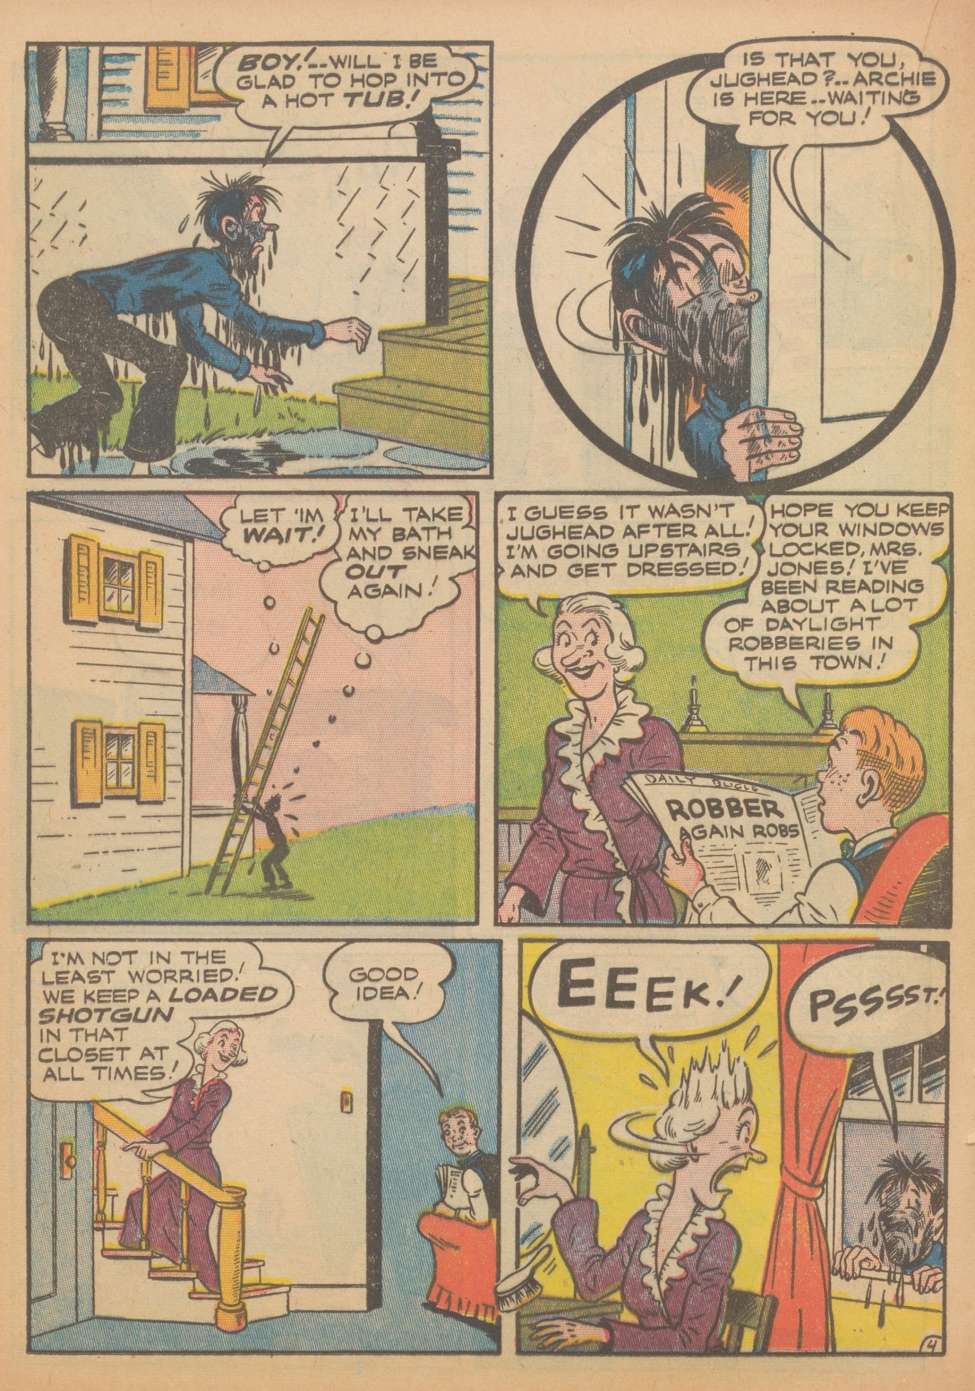 BOY!--WILL I BE
GLAD TO HOP INTO
A HOT TUB!
IS THAT YOU,
JUGHEAD?--ARCHIE
IS HERE--WAITING
FOR YOU!
LET 'IM
WAIT!
I'LL TAKE
MY BATH
AND SNEAK
OUT
AGAIN!
I GUESS IT WASN'T
JUGHEAD AFTER ALL!
I'M GOING UPSTAIRS
AND GET DRESSED!
HOPE YOU KEEP
YOUR WINDOWS
LOCKED, MRS.
JONES! I'VE
BEEN READING
ABOUT A LOT
OF DAYLIGHT
ROBBERIES IN
THIS TOWN!
DAILY BUGLE
ROBBER
AGAIN ROBS
I'M NOT IN THE
LEAST WORRIED!
WE KEEP A LOADED
SHOTGUN
IN THAT
CLOSET AT
ALL TIMES!
GOOD
IDEA!
EEEK!
PSSSSST!
4